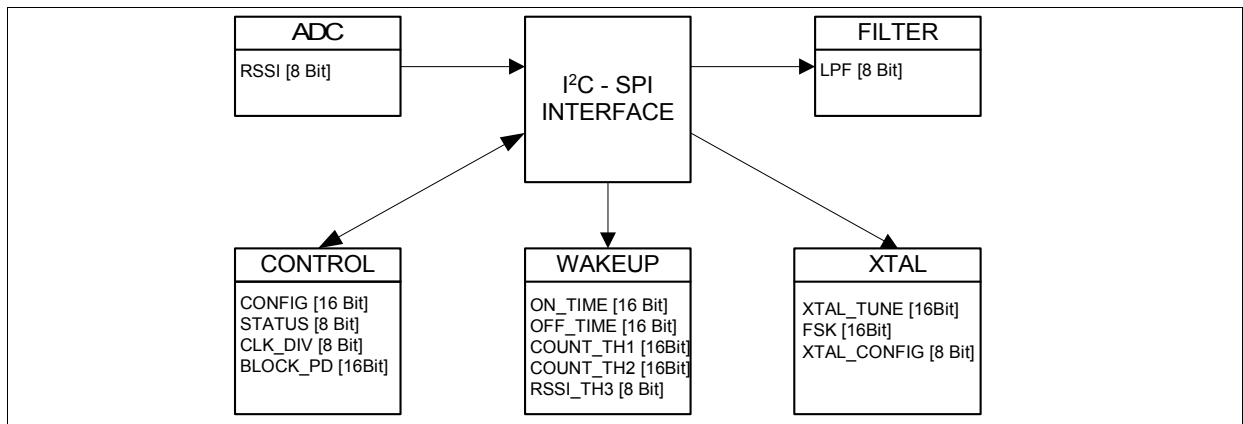 ADC
RSSI [8 Bit]
I²C - SPI
INTERFACE
FILTER
LPF [8 Bit]
CONTROL
CONFIG [16 Bit]
STATUS [8 Bit]
CLK_DIV [8 Bit]
BLOCK_PD [16Bit]
WAKEUP
ON_TIME [16 Bit]
OFF_TIME [16 Bit]
COUNT_TH1 [16Bit]
COUNT_TH2 [16Bit]
RSSI_TH3 [8 Bit]
XTAL
XTAL_TUNE [16Bit]
FSK [16Bit]
XTAL_CONFIG [8 Bit]